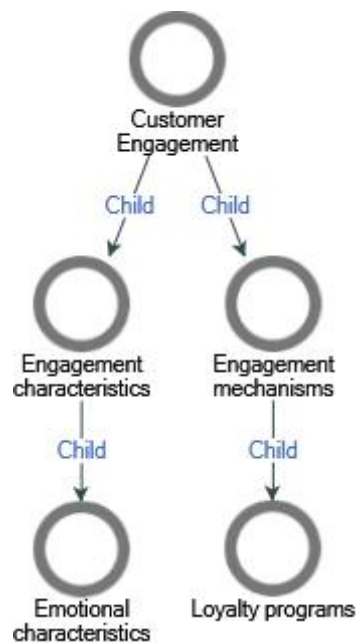 Customer
Engagement
Child
Child
Engagement
characteristics
Engagement
mechanisms
Child
Child
Emotional
characteristics
Loyalty programs